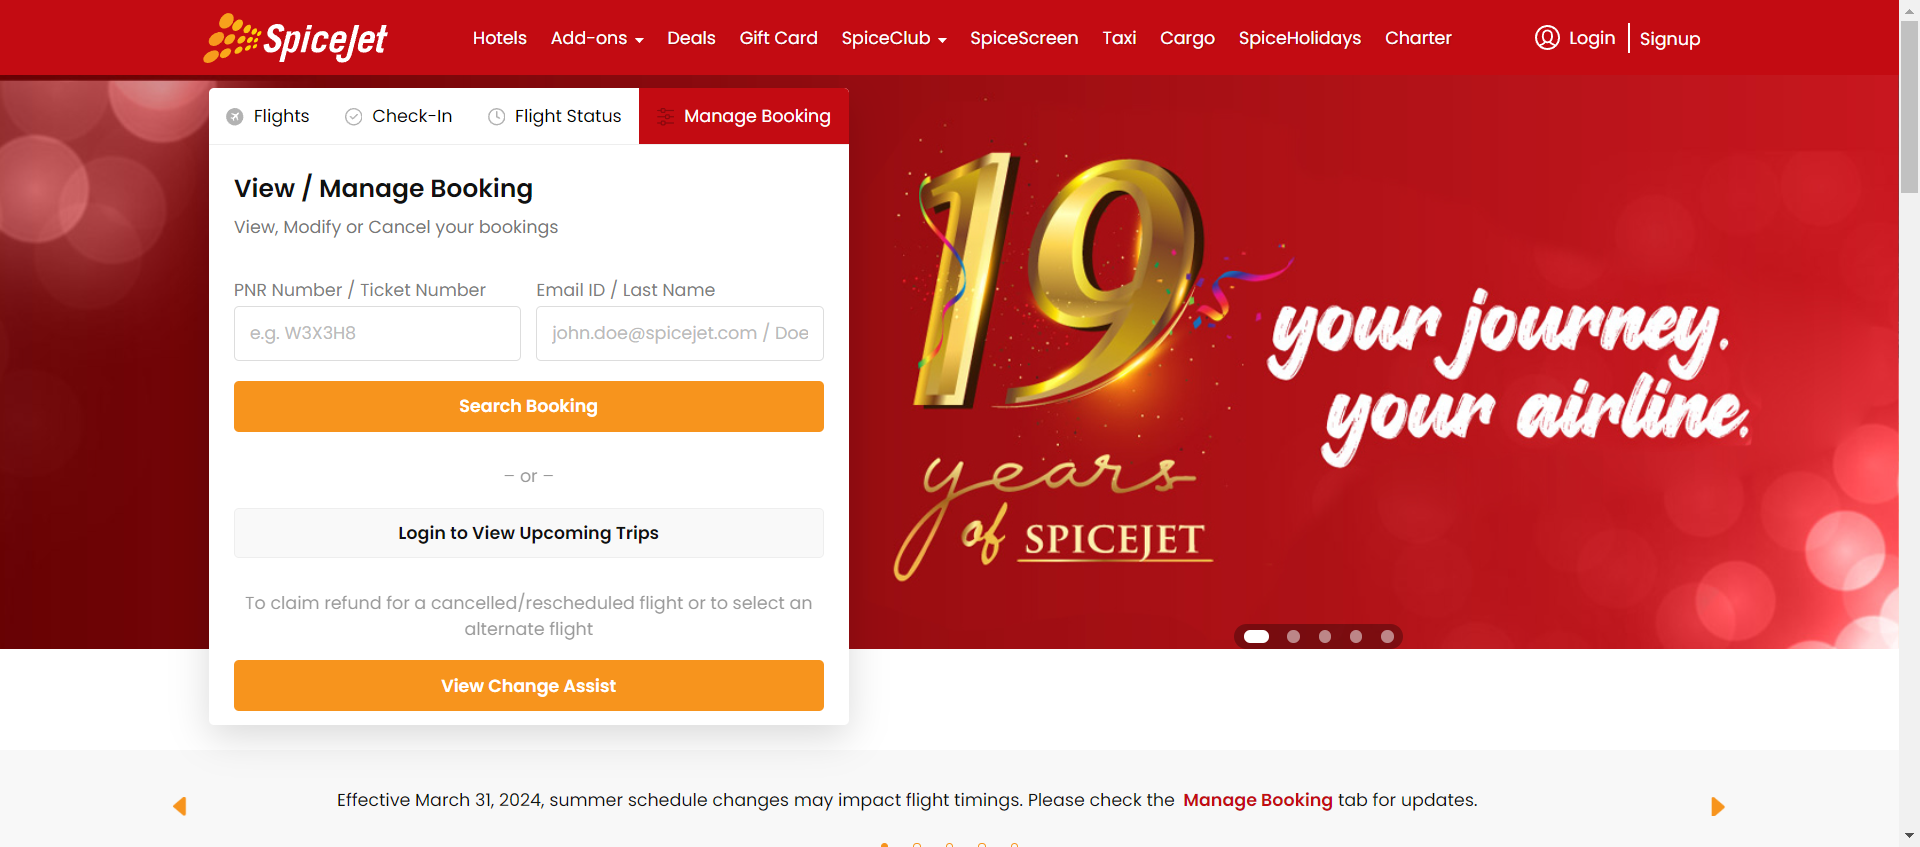 SpiceJet
Hotels Add-ons Deals Gift Card SpiceClub SpiceScreen Taxi Cargo SpiceHolidays Charter Login Signup
Flights Check-In Flight Status Manage Booking
View / Manage Booking
View, Modify or Cancel your bookings
PNR Number / Ticket Number Email ID / Last Name
e.g. W3X3H8 john.doe@spicejet.com / Doe
Search Booking
– or –
Login to View Upcoming Trips
To claim refund for a cancelled/rescheduled flight or to select an
alternate flight
View Change Assist
19
years
of SPICEJET
your journey.
your airline.
Effective March 31, 2024, summer schedule changes may impact flight timings. Please check the Manage Booking tab for updates.